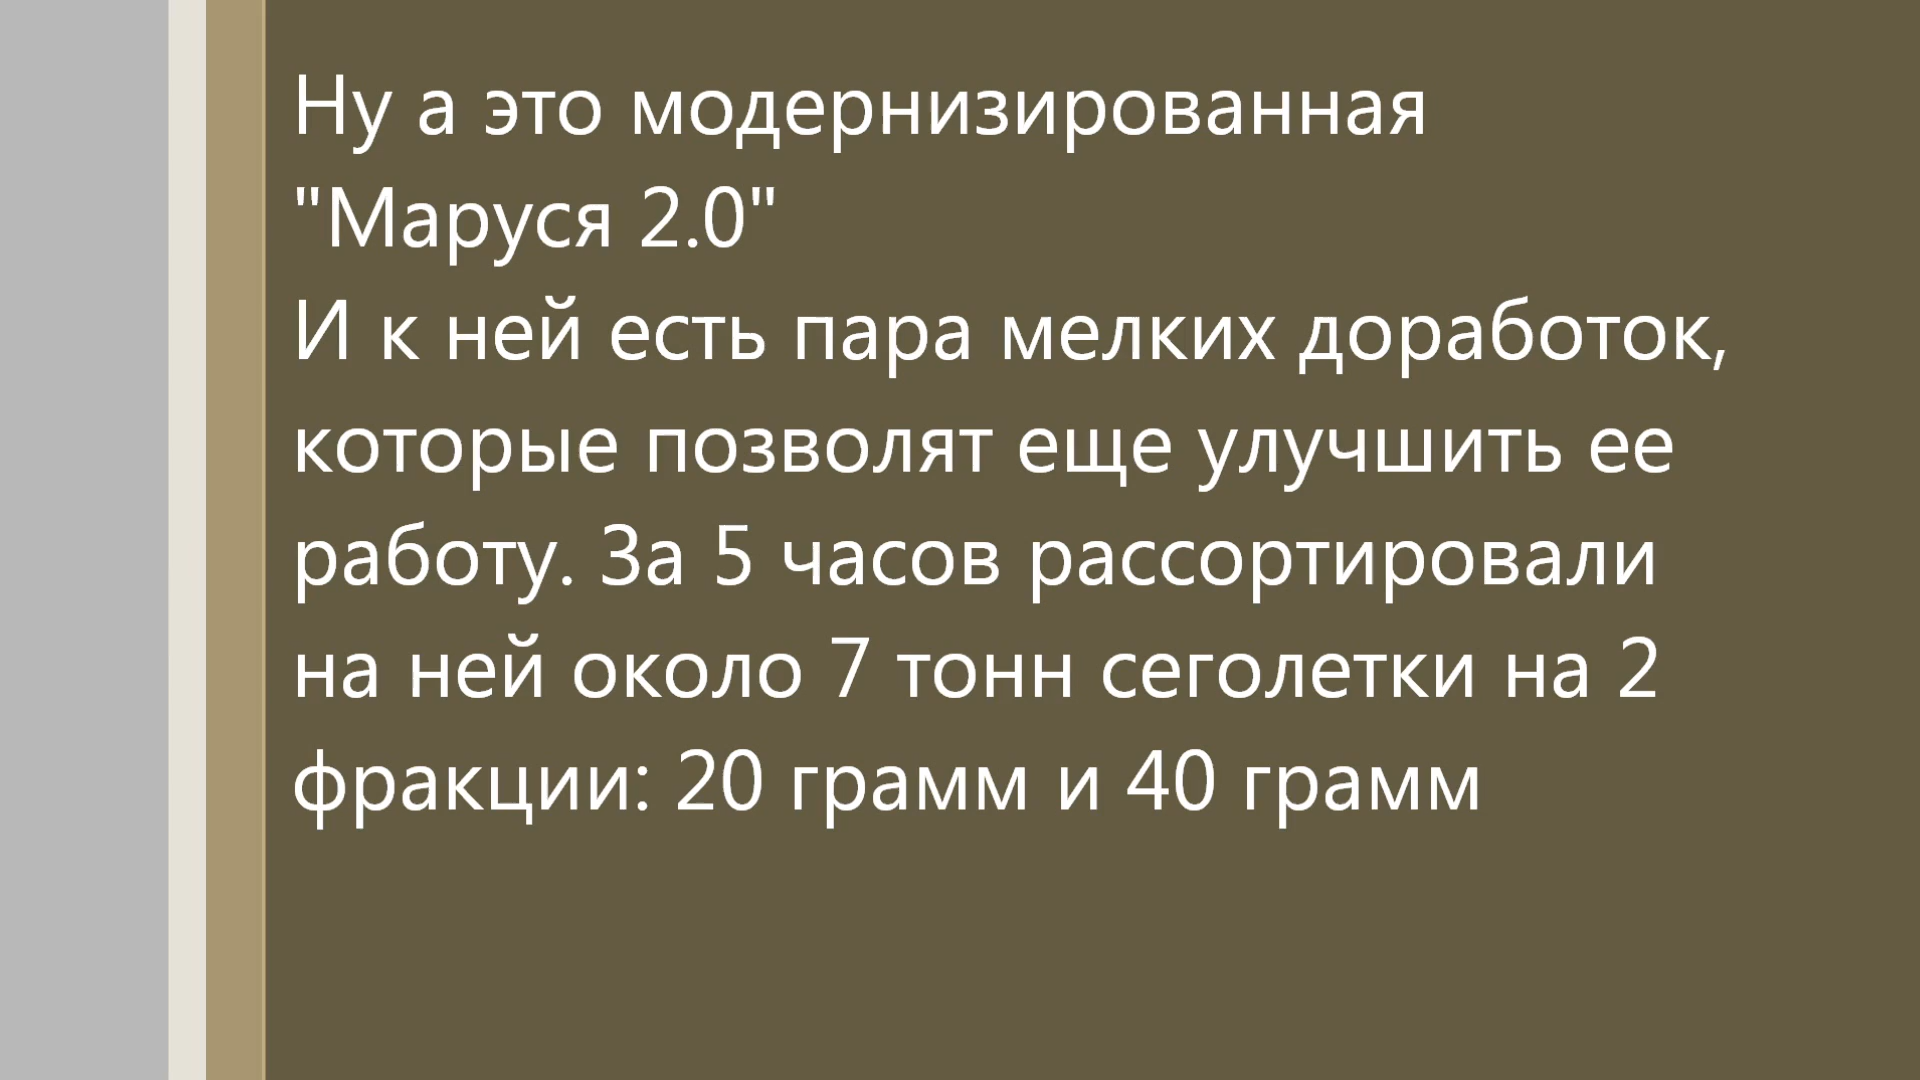 Ну а это модернизированная
"Маруся 2.0"
И к ней есть пара мелких доработок,
которые позволят еще улучшить ее
работу. За 5 часов рассортировали
на ней около 7 тонн сеголетки на 2
фракции: 20 грамм и 40 грамм